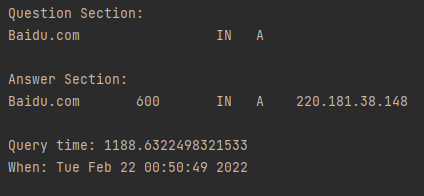 Question Section:
Baidu.com IN A
Answer Section:
Baidu.com 600 IN A 220.181.38.148
Query time: 1188.6322498321533
When: Tue Feb 22 00:50:49 2022